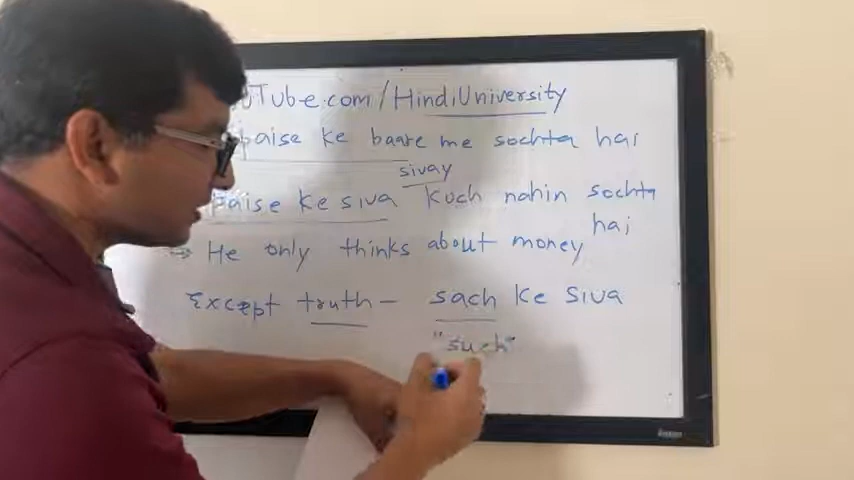 uTube.com/HindiUniversity
paise ke baare me sochta hai
sivay
paise ke siva kuch nahin sochta
hai
→ He only thinks about money
Except truth - sach ke siva
"such"